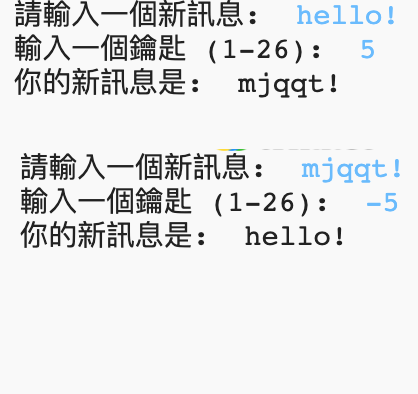 請輸入一個新訊息： hello!
輸入一個鑰匙 (1-26)： 5
你的新訊息是： mjqqt!
請輸入一個新訊息： mjqqt!
輸入一個鑰匙 (1-26)： -5
你的新訊息是： hello!